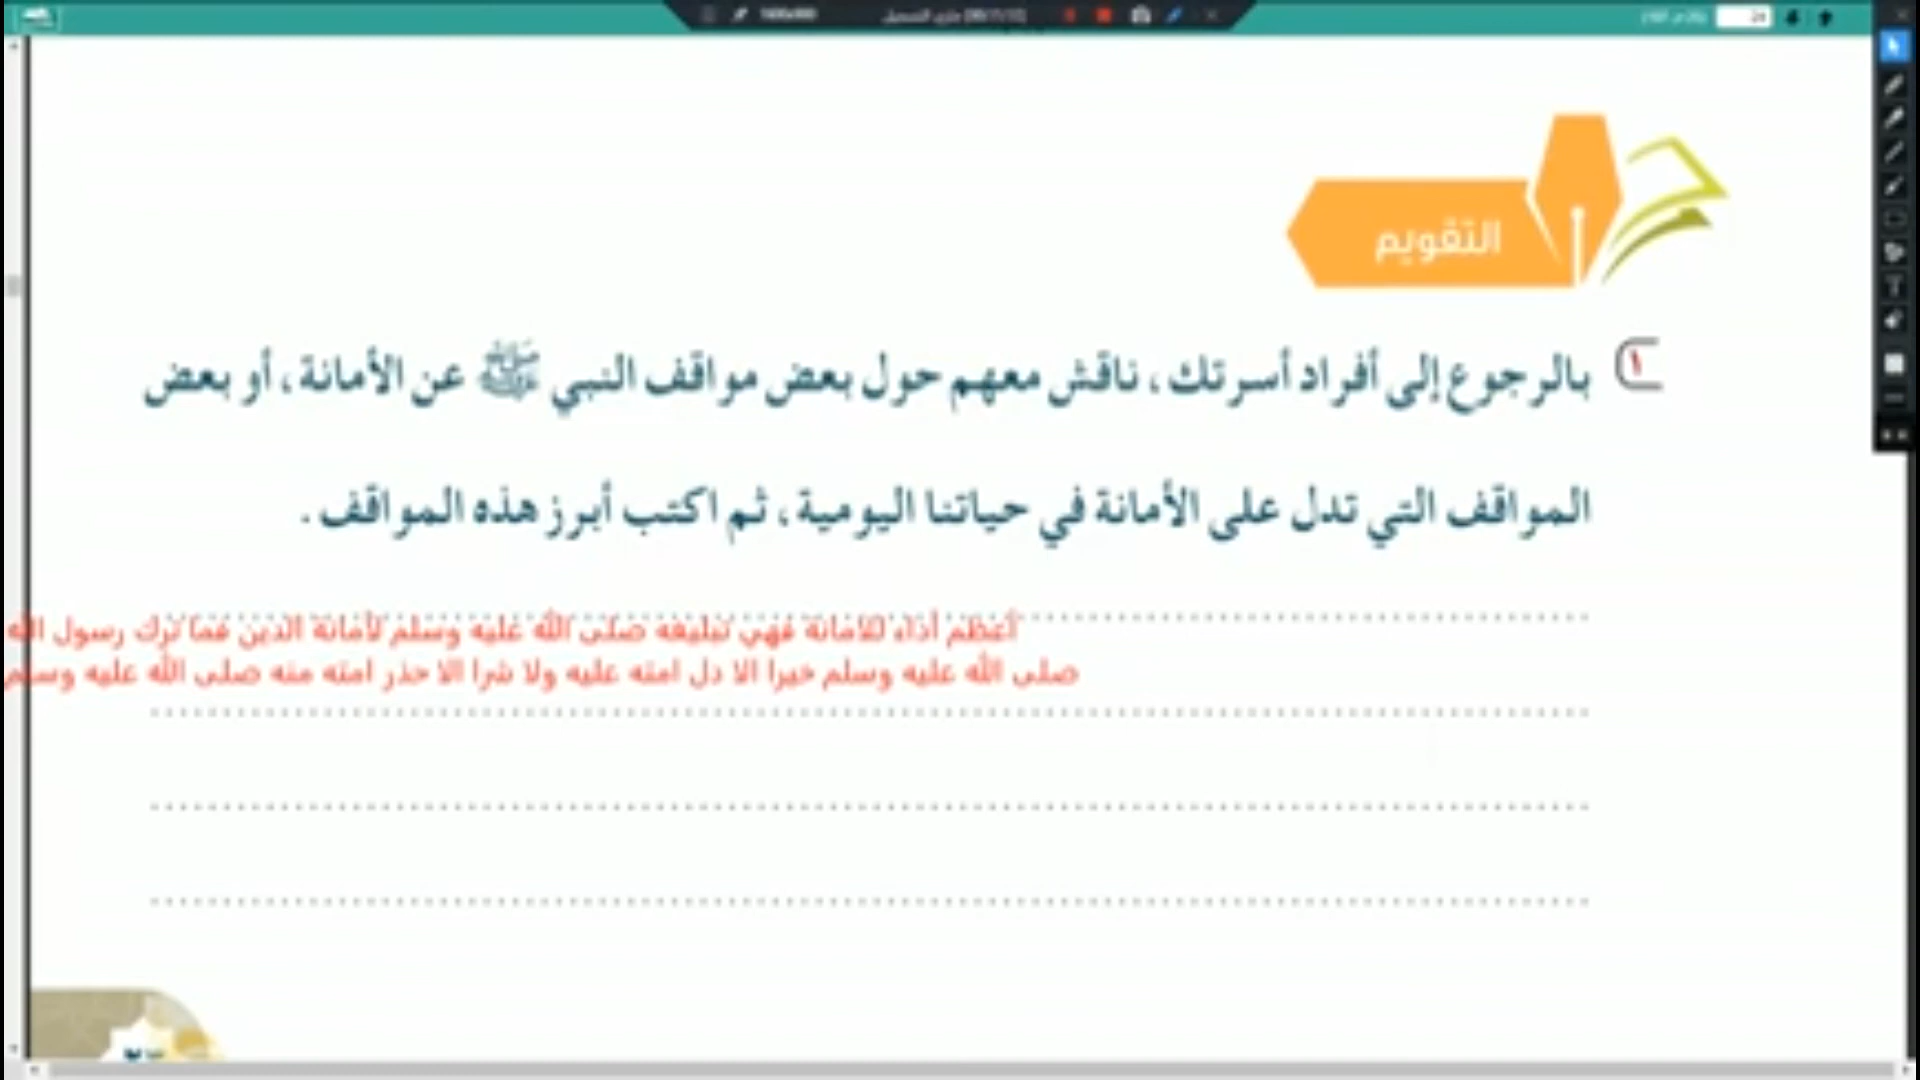 التقويم
١ بالرجوع إلى أفراد أسرتك، ناقش معهم حول بعض مواقف النبي ﷺ عن الأمانة، أو بعض
المواقف التي تدل على الأمانة في حياتنا اليومية، ثم اكتب أبرز هذه المواقف.
أعظم أداء للأمانة فهي تبليغه صلى الله عليه وسلم لأمانة الدين فما ترك رسول الله
صلى الله عليه وسلم خيرا الا دل امته عليه ولا شرا الا حذر امته منه صلى الله عليه وسلم